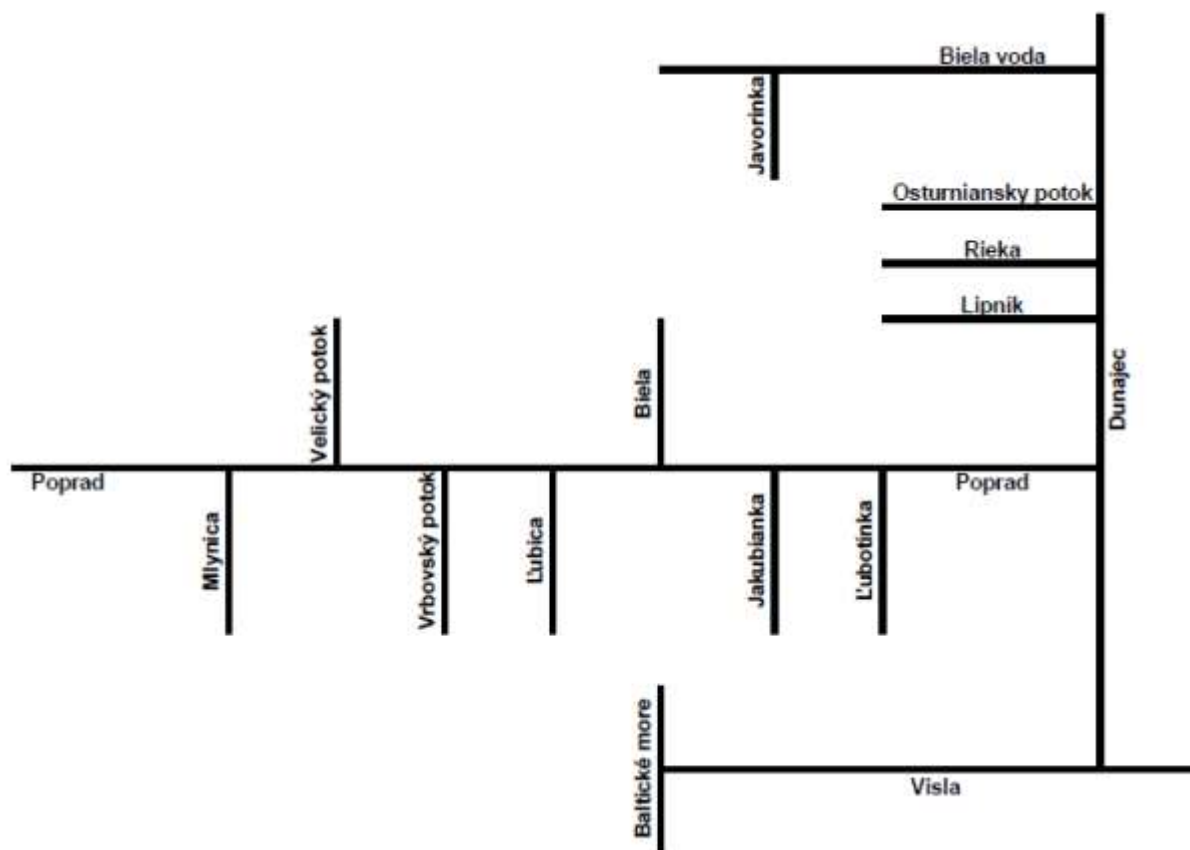 Biela voda
Javorinka
Osturniansky potok
Rieka
Lipník
Dunajec
Velický potok
Biela
Poprad
Poprad
Mlynica
Vrbovský potok
Ľubica
Jakubianka
Ľubotínka
Baltické more
Visla